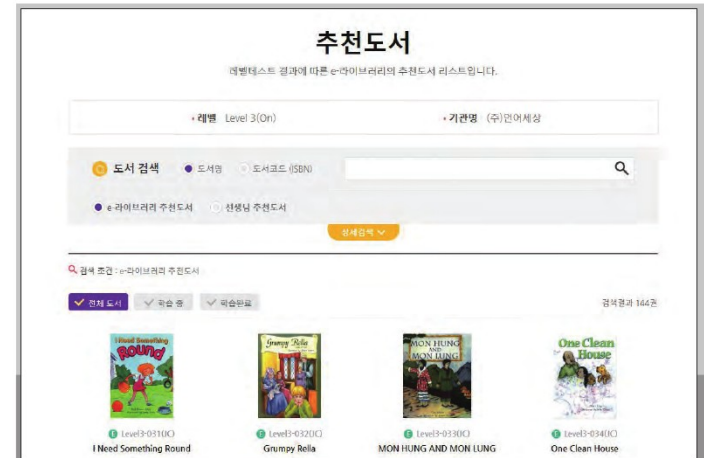 추천도서
레벨테스트 결과에 따른 e-라이브러리의 추천도서 리스트입니다.
• 레벨 Level 3(On) • 기관명 (주)언어세상
도서 검색 도서명 도서코드 (ISBN)
e-라이브러리 추천도서 선생님 추천도서
상세검색
검색 조건 : e-라이브러리 추천도서
전체 도서 학습 중 학습완료 검색결과 144권
I Need Something Round
Grumpy Rella
MON HUNG AND MON LUNG
One Clean House
E Level3-031(IC) E Level3-032(IC) E Level3-033(IC) E Level3-034(IC)
I Need Something Round Grumpy Rella MON HUNG AND MON LUNG One Clean House